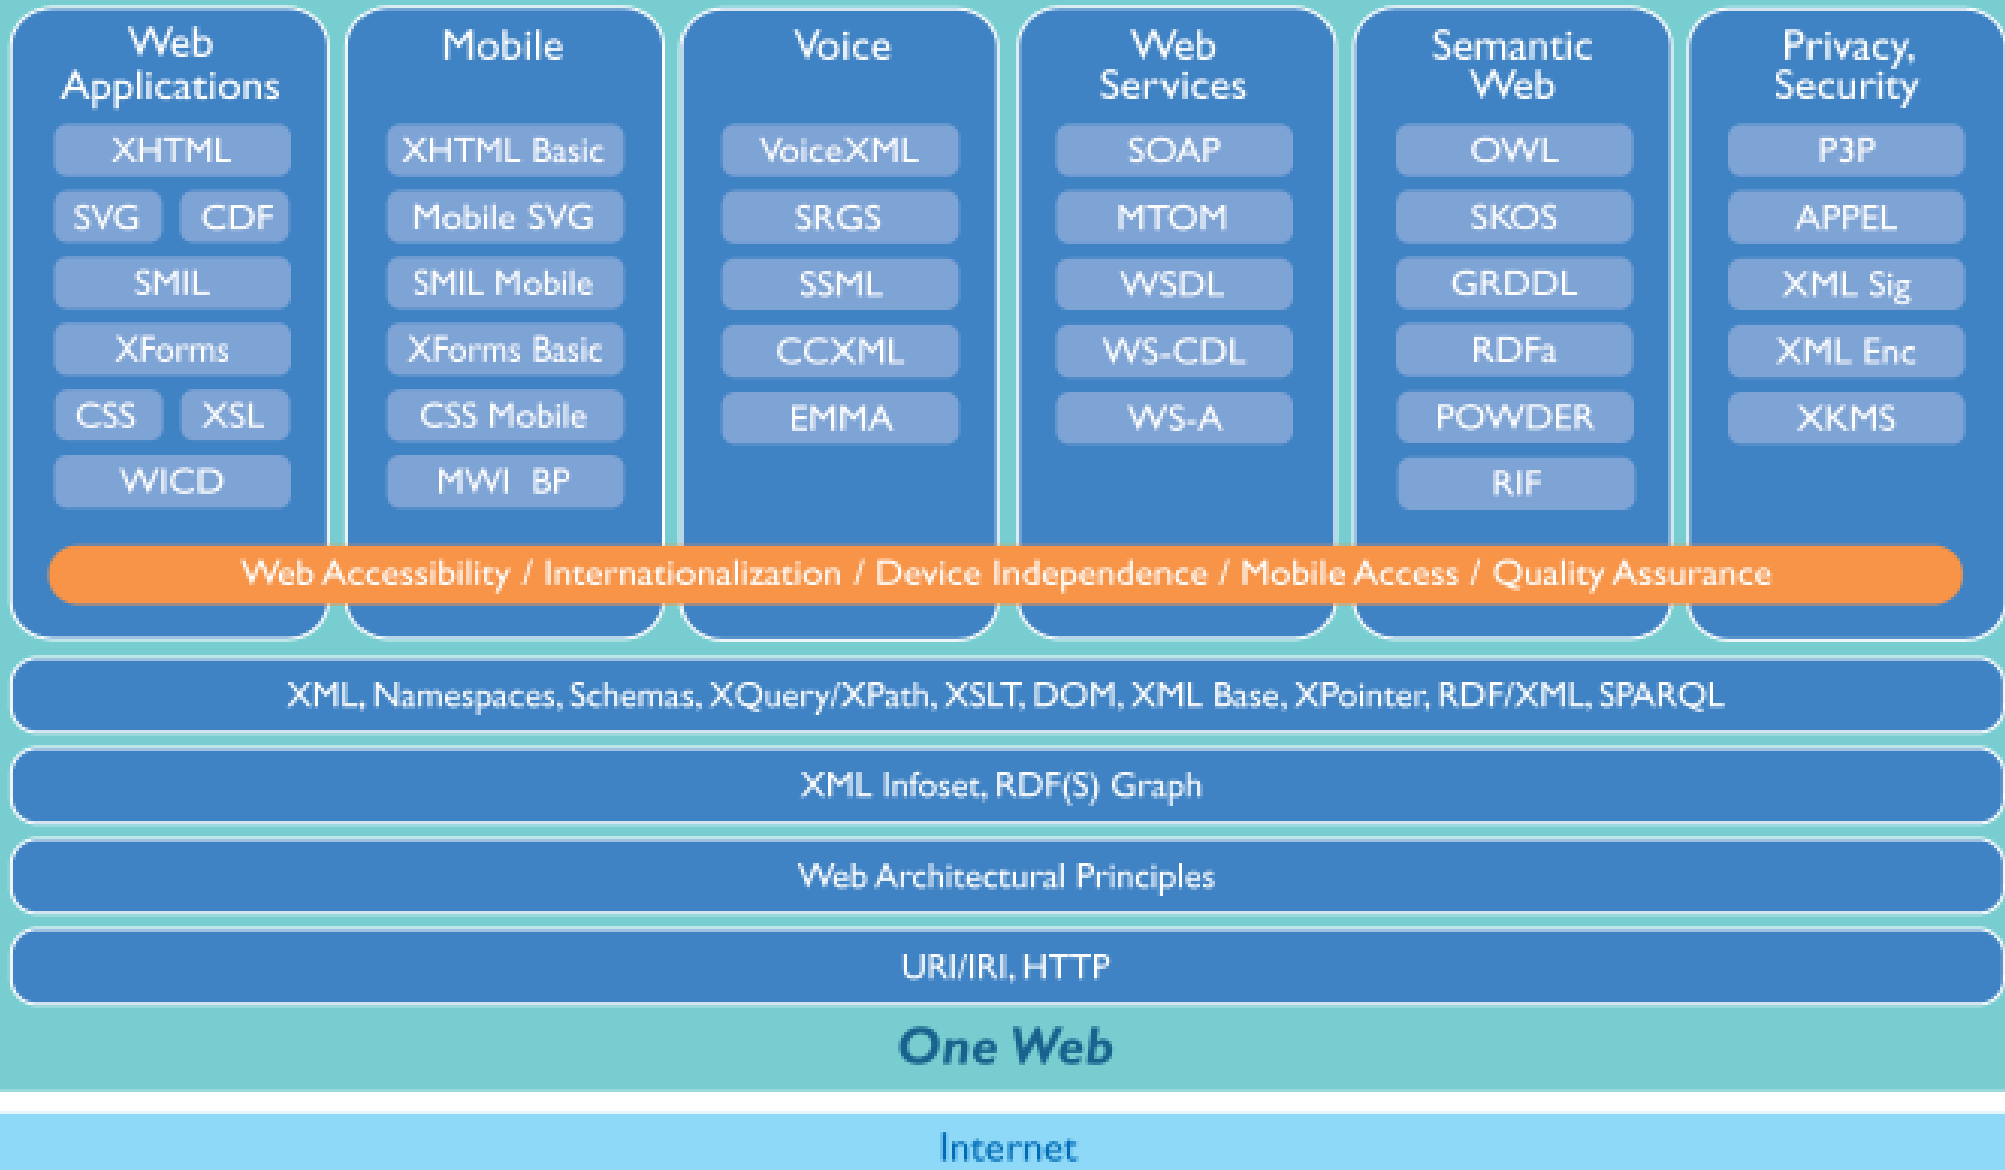 Web
Applications
XHTML
SVG CDF
SMIL
XForms
CSS XSL
WICD
Mobile
XHTML Basic
Mobile SVG
SMIL Mobile
XForms Basic
CSS Mobile
MWI BP
Voice
VoiceXML
SRGS
SSML
CCXML
EMMA
Web
Services
SOAP
MTOM
WSDL
WS-CDL
WS-A
Semantic
Web
OWL
SKOS
GRDDL
RDFa
POWDER
RIF
Privacy,
Security
P3P
APPEL
XML Sig
XML Enc
XKMS
Web Accessibility / Internationalization / Device Independence / Mobile Access / Quality Assurance
XML, Namespaces, Schemas, XQuery/XPath, XSLT, DOM, XML Base, XPointer, RDF/XML, SPARQL
XML Infoset, RDF(S) Graph
Web Architectural Principles
URI/IRI, HTTP
One Web
Internet